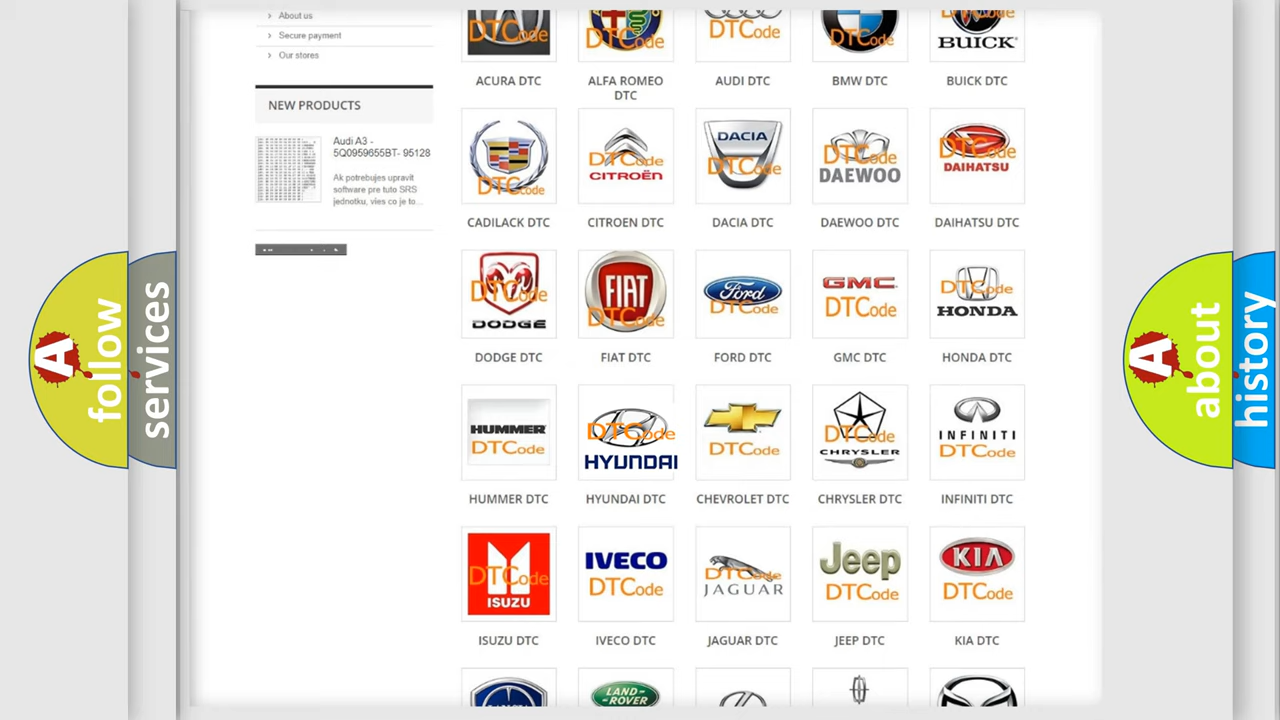 About us
Secure payment
Our stores
NEW PRODUCTS
Audi A3 -
5Q0959655BT- 95128
Ak potrebujes upravit
software pre tuto SRS
jednotku, vies co je to...
DTCode
DTCode
DTCode
DTCode
BUICK
ACURA DTC
ALFA ROMEO
DTC
AUDI DTC
BMW DTC
BUICK DTC
DTCode
DTCode
CITROËN
DACIA
DTCode
DTCode
DAEWOO
DTCode
DAIHATSU
CADILACK DTC
CITROEN DTC
DACIA DTC
DAEWOO DTC
DAIHATSU DTC
DTCode
DODGE
FIAT
DTCode
Ford
DTCode
GMC
DTCode
DTCode
HONDA
DODGE DTC
FIAT DTC
FORD DTC
GMC DTC
HONDA DTC
HUMMER
DTCode
DTCode
HYUNDAI
DTCode
DTCode
CHRYSLER
INFINITI
DTCode
HUMMER DTC
HYUNDAI DTC
CHEVROLET DTC
CHRYSLER DTC
INFINITI DTC
DTCode
ISUZU
IVECO
DTCode
DTCode
JAGUAR
Jeep
DTCode
KIA
DTCode
ISUZU DTC
IVECO DTC
JAGUAR DTC
JEEP DTC
KIA DTC
LAND-
ROVER
A
follow
services
A
about
history